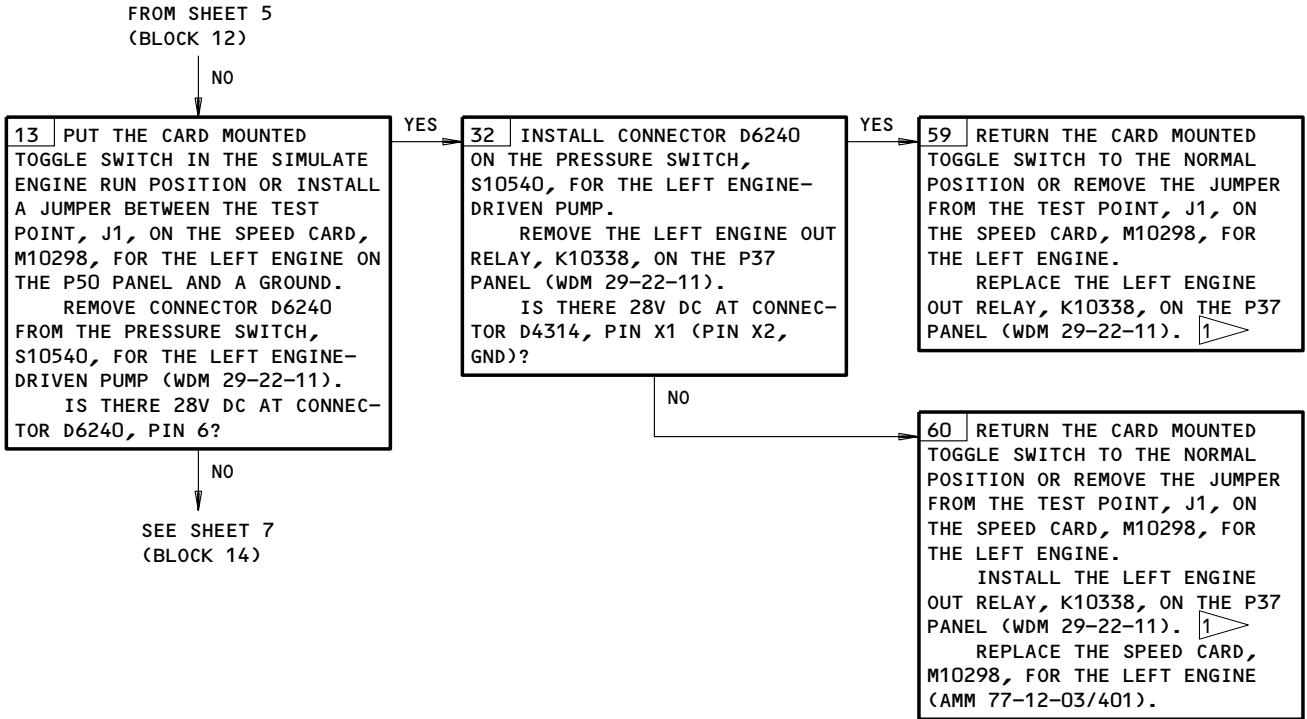 FROM SHEET 5
(BLOCK 12)
NO
13 PUT THE CARD MOUNTED
TOGGLE SWITCH IN THE SIMULATE
ENGINE RUN POSITION OR INSTALL
A JUMPER BETWEEN THE TEST
POINT, J1, ON THE SPEED CARD,
M10298, FOR THE LEFT ENGINE ON
THE P50 PANEL AND A GROUND.
REMOVE CONNECTOR D6240
FROM THE PRESSURE SWITCH,
S10540, FOR THE LEFT ENGINE-
DRIVEN PUMP (WDM 29-22-11).
IS THERE 28V DC AT CONNEC-
TOR D6240, PIN 6?
YES
32 INSTALL CONNECTOR D6240
ON THE PRESSURE SWITCH,
S10540, FOR THE LEFT ENGINE-
DRIVEN PUMP.
REMOVE THE LEFT ENGINE OUT
RELAY, K10338, ON THE P37
PANEL (WDM 29-22-11).
IS THERE 28V DC AT CONNEC-
TOR D4314, PIN X1 (PIN X2,
GND)?
YES
59 RETURN THE CARD MOUNTED
TOGGLE SWITCH TO THE NORMAL
POSITION OR REMOVE THE JUMPER
FROM THE TEST POINT, J1, ON
THE SPEED CARD, M10298, FOR
THE LEFT ENGINE.
REPLACE THE LEFT ENGINE
OUT RELAY, K10338, ON THE P37
PANEL (WDM 29-22-11). 1
NO
60 RETURN THE CARD MOUNTED
TOGGLE SWITCH TO THE NORMAL
POSITION OR REMOVE THE JUMPER
FROM THE TEST POINT, J1, ON
THE SPEED CARD, M10298, FOR
THE LEFT ENGINE.
INSTALL THE LEFT ENGINE
OUT RELAY, K10338, ON THE P37
PANEL (WDM 29-22-11). 1
REPLACE THE SPEED CARD,
M10298, FOR THE LEFT ENGINE
(AMM 77-12-03/401).
NO
SEE SHEET 7
(BLOCK 14)